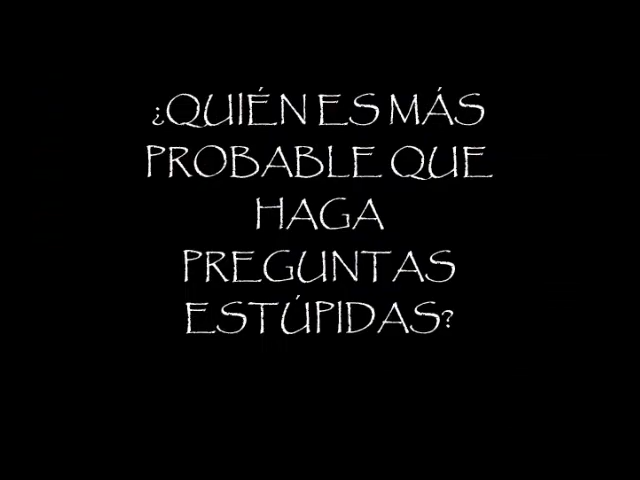 ¿QUIÉN ES MÁS
PROBABLE QUE
HAGA
PREGUNTAS
ESTÚPIDAS?